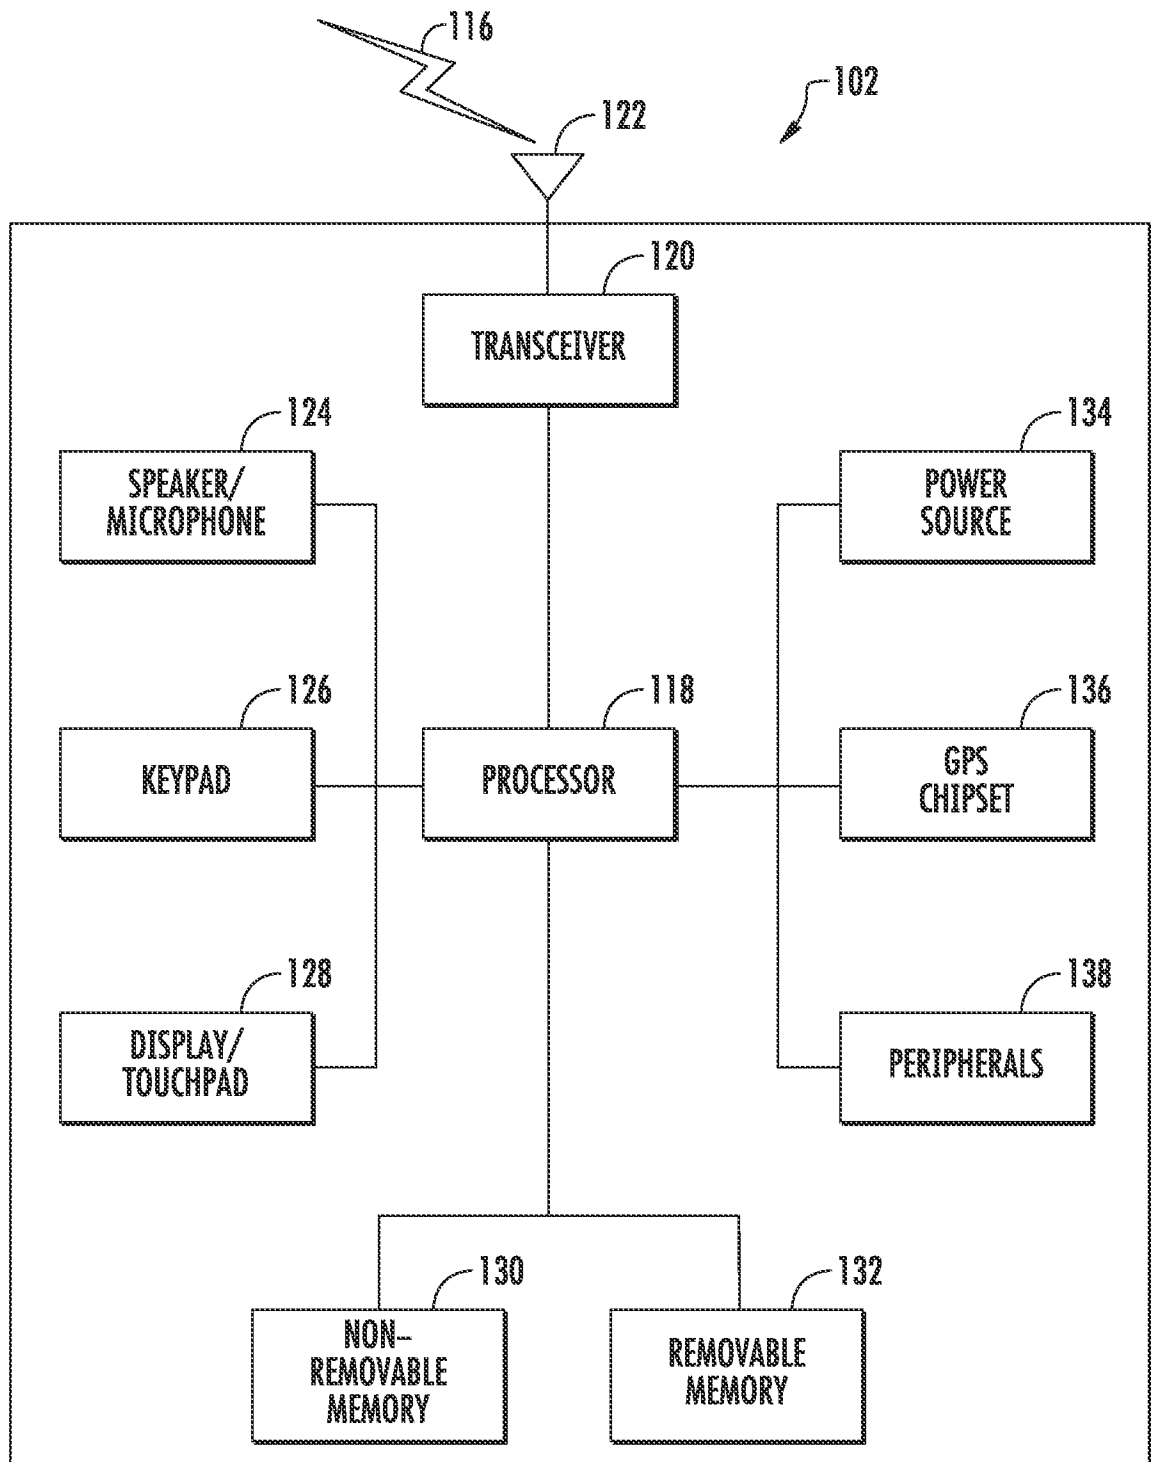 116
102
122
120
TRANSCEIVER
124
SPEAKER/
MICROPHONE
134
POWER
SOURCE
126
KEYPAD
118
PROCESSOR
136
GPS
CHIPSET
128
DISPLAY/
TOUCHPAD
138
PERIPHERALS
130
NON–
REMOVABLE
MEMORY
132
REMOVABLE
MEMORY